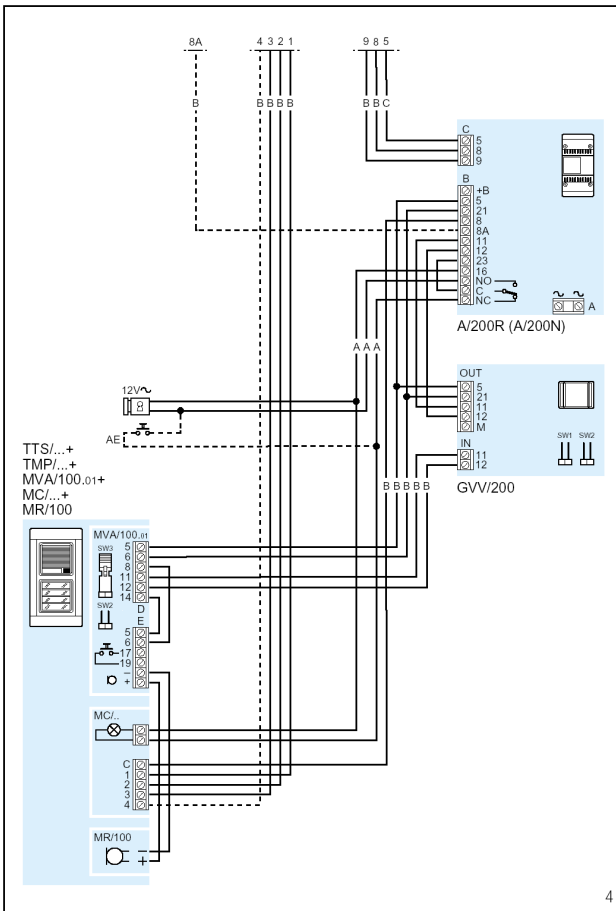 8A 4 3 2 1 9 8 5
B B B B B B B C
C
5
8
9
B
+B
5
21
8
8A
11
12
23
16
NO
C
NC
~ ~
A
A/200R (A/200N)
A A A
12V~
AE
OUT
5
21
11
12
M
IN
11
12
SW1 SW2
GVV/200
B B B B B
TTS/...+
TMP/...+
MVA/100.01+
MC/...+
MR/100
MVA/100.01
5
6
8
11
12
14
SW3
SW2
D
E
5
6
17
19
–
+
MC/..
C
1
2
3
4
MR/100
–
+
4